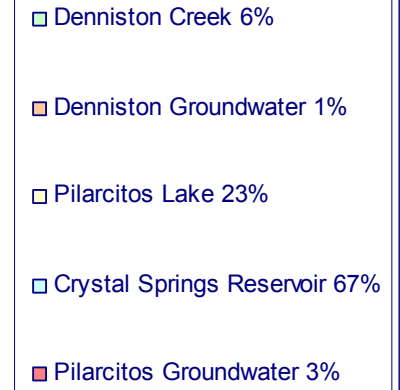 Denniston Creek 6%
Denniston Groundwater 1%
Pilarcitos Lake 23%
Crystal Springs Reservoir 67%
Pilarcitos Groundwater 3%